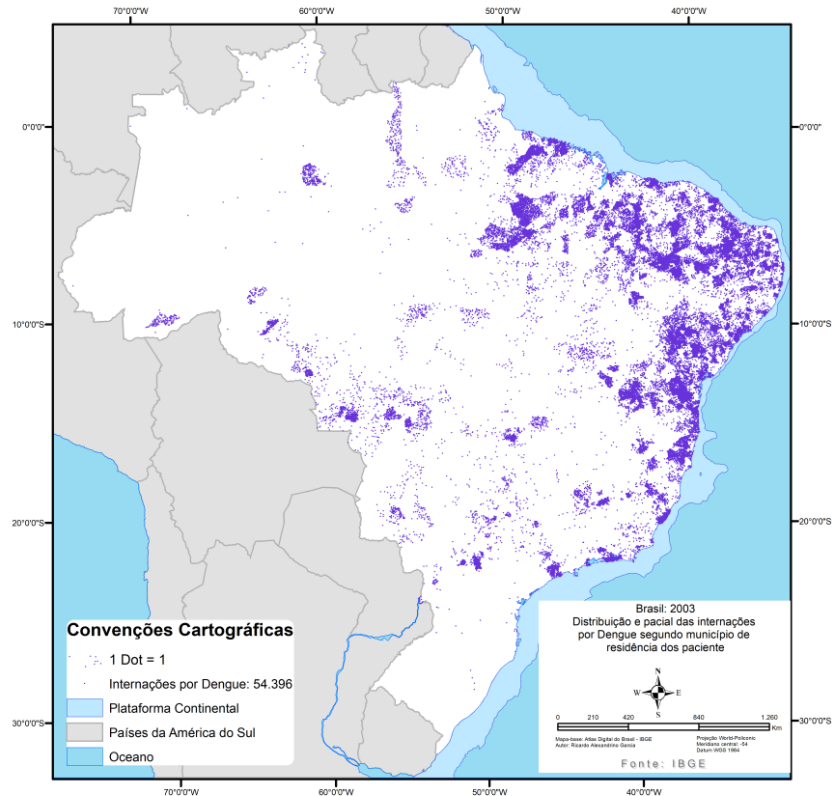 70°0'0"W 60°0'0"W 50°0'0"W 40°0'0"W
0°0'0" 0°0'0"
10°0'0"S 10°0'0"S
20°0'0"S 20°0'0"S
30°0'0"S 30°0'0"S
Convenções Cartográficas
1 Dot = 1
Internações por Dengue: 54.396
Plataforma Continental
Países da América do Sul
Oceano
Brasil: 2003
Distribuição e pacial das internações
por Dengue segundo município de
residência dos paciente
N
W E
S
0 210 420 840 1.260
Km
Mapa-base: Atlas Digital do Brasil - IBGE
Autor: Ricardo Alexandrino Garcia
Projeção World-Policonic
Meridiano central: -54
Datum WGS 1984
Fonte: IBGE
70°0'0"W 60°0'0"W 50°0'0"W 40°0'0"W